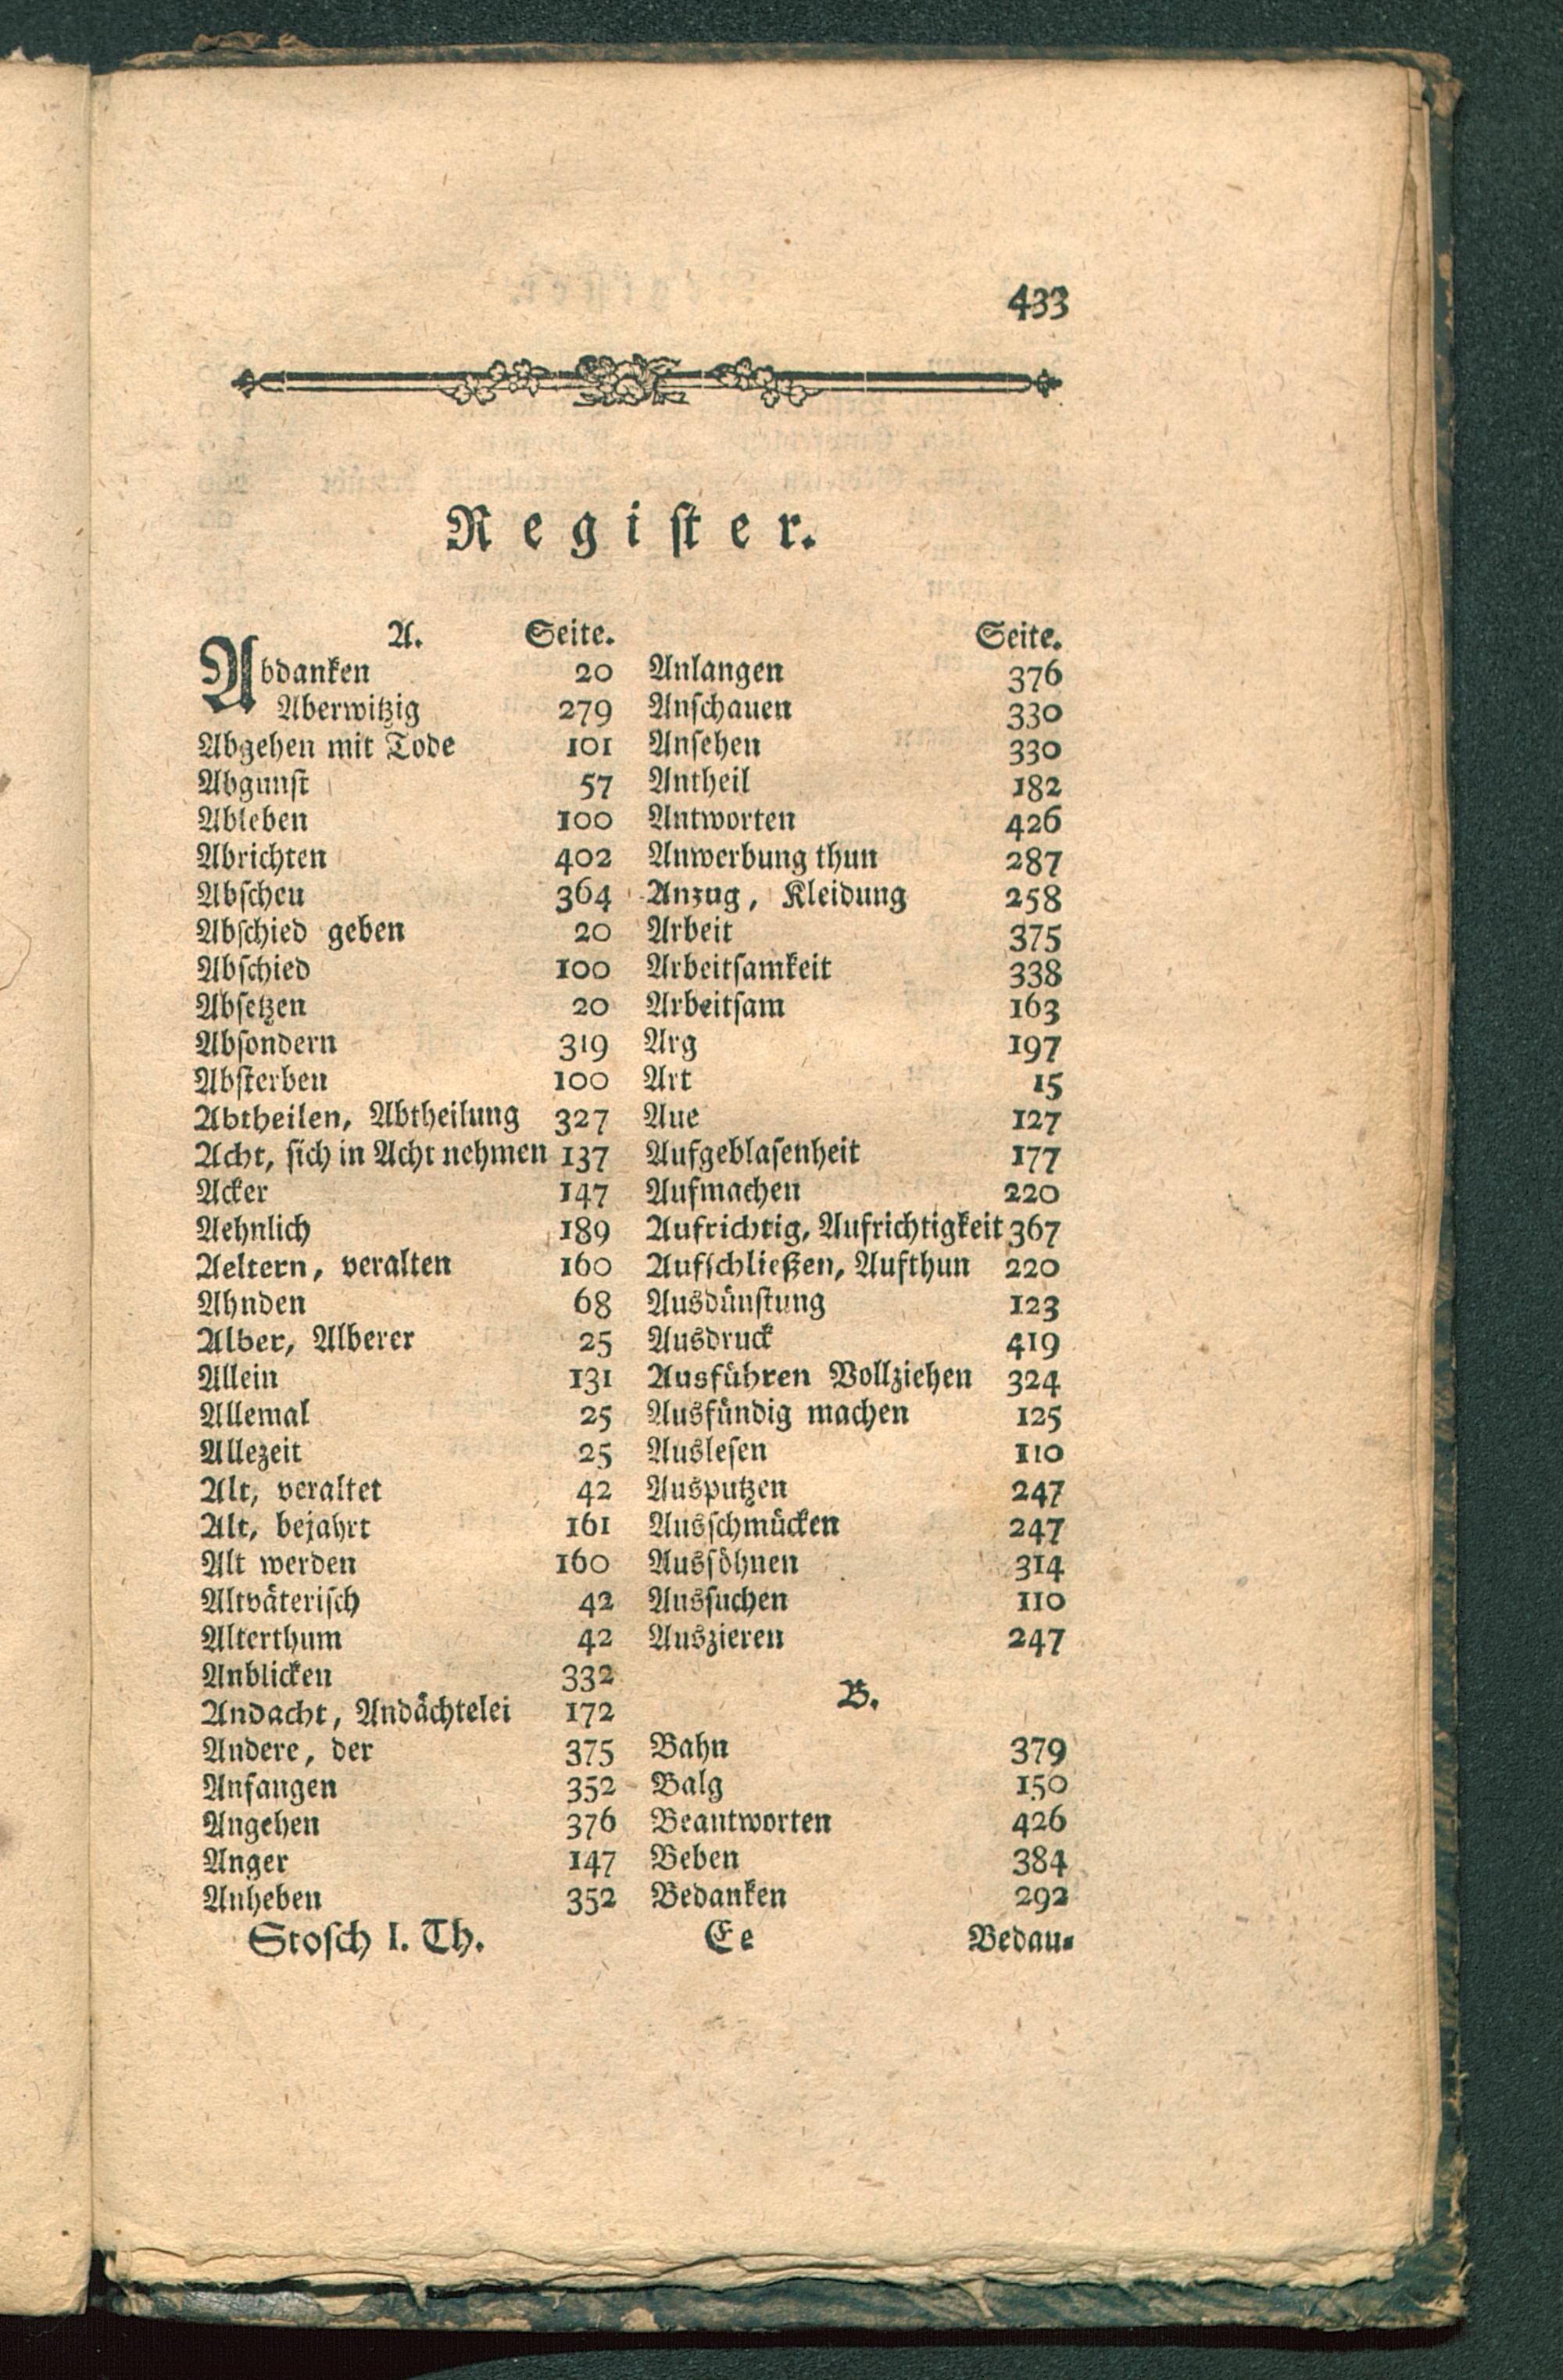 433
Regiſter.
A. Seite.
Abdanken 20
Aberwitzig 279
Abgehen mit Tode 101
Abgunſt 57
Ableben 100
Abrichten 402
Abſcheu 364
Abſchied geben 20
Abſchied 100
Abſetzen 20
Abſondern 319
Abſterben 100
Abtheilen, Abtheilung 327
Acht, ſich in Acht nehmen 137
Acker 147
Aehnlich 189
Aeltern, veralten 160
Ahnden 68
Alber, Alberer 25
Allein 131
Allemal 25
Allezeit 25
Alt, veraltet 42
Alt, bejahrt 161
Alt werden 160
Altväteriſch 42
Alterthum 42
Anblicken 332
Andacht, Andächtelei 172
Andere, der 375
Anfangen 352
Angehen 376
Anger 147
Anheben 352
Seite.
Anlangen 376
Anſchauen 330
Anſehen 330
Antheil 182
Antworten 426
Anwerbung thun 287
Anzug, Kleidung 258
Arbeit 375
Arbeitſamkeit 338
Arbeitſam 163
Arg 197
Art 15
Aue 127
Aufgeblaſenheit 177
Aufmachen 220
Aufrichtig, Aufrichtigkeit 367
Aufſchließen, Aufthun 220
Ausdünſtung 123
Ausdruck 419
Ausführen Vollziehen 324
Ausfündig machen 125
Ausleſen 110
Ausputzen 247
Ausſchmücken 247
Ausſöhnen 314
Ausſuchen 110
Auszieren 247
B.
Bahn 379
Balg 150
Beantworten 426
Beben 384
Bedanken 292
Stoſch I. Th. Ee Bedau-